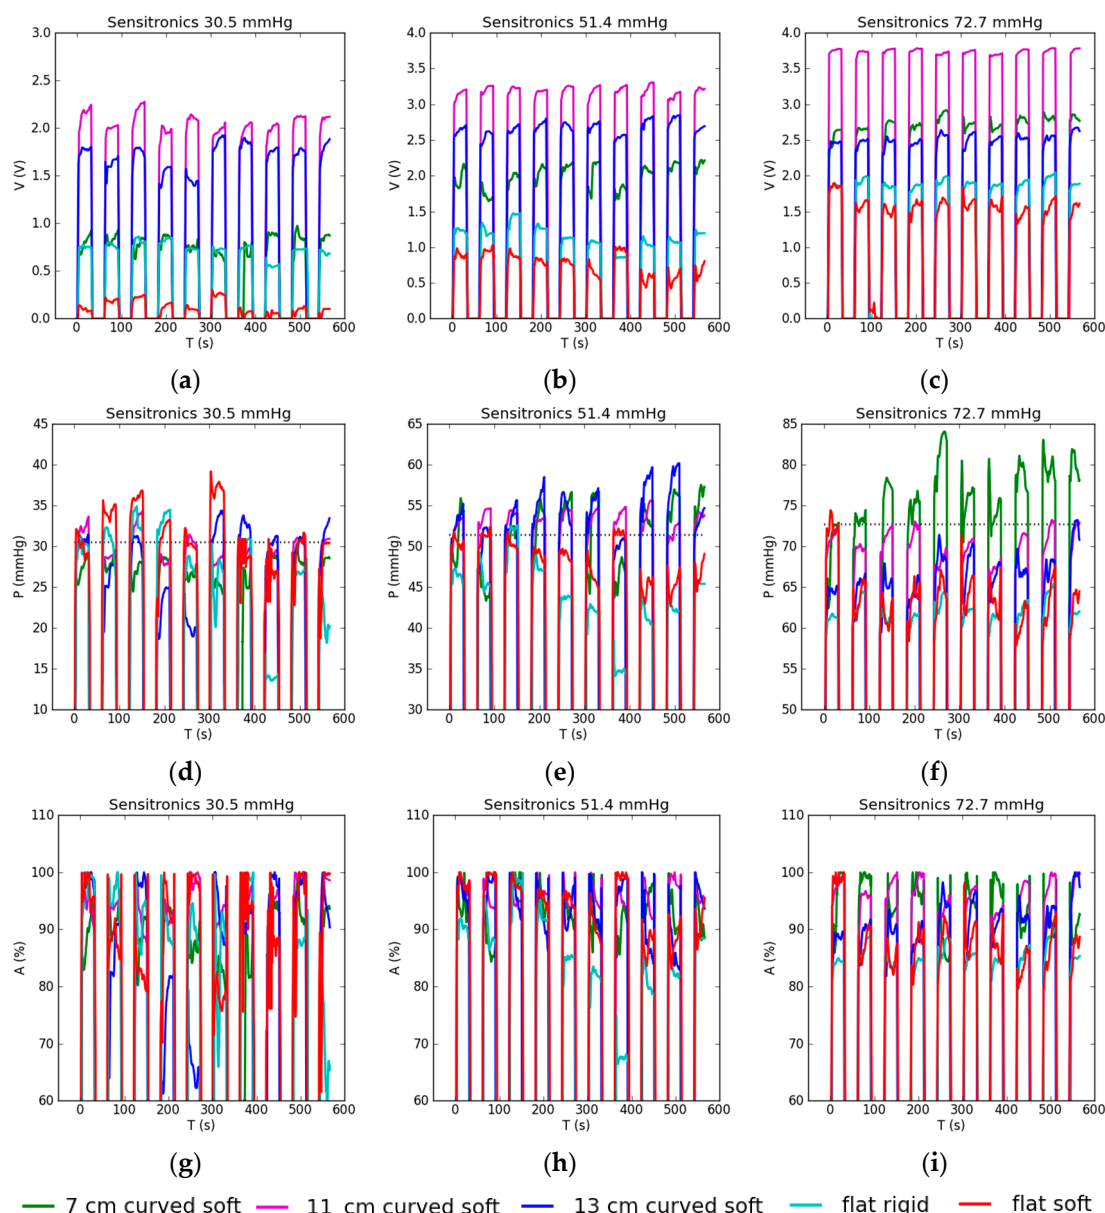 Sensitronics 30.5 mmHg
Sensitronics 51.4 mmHg
Sensitronics 72.7 mmHg
3.0
2.5
2.0
1.5
1.0
0.5
0.0
V (V)
0 100 200 300 400 500 600
T (s)
4.0
3.5
3.0
2.5
2.0
1.5
1.0
0.5
0.0
V (V)
0 100 200 300 400 500 600
T (s)
4.0
3.5
3.0
2.5
2.0
1.5
1.0
0.5
0.0
V (V)
0 100 200 300 400 500 600
T (s)
(a)
(b)
(c)
Sensitronics 30.5 mmHg
Sensitronics 51.4 mmHg
Sensitronics 72.7 mmHg
45
40
35
30
25
20
15
10
P (mmHg)
0 100 200 300 400 500 600
T (s)
65
60
55
50
45
40
35
30
P (mmHg)
0 100 200 300 400 500 600
T (s)
85
80
75
70
65
60
55
50
P (mmHg)
0 100 200 300 400 500 600
T (s)
(d)
(e)
(f)
Sensitronics 30.5 mmHg
Sensitronics 51.4 mmHg
Sensitronics 72.7 mmHg
110
100
90
80
70
60
A (%)
0 100 200 300 400 500 600
T (s)
110
100
90
80
70
60
A (%)
0 100 200 300 400 500 600
T (s)
110
100
90
80
70
60
A (%)
0 100 200 300 400 500 600
T (s)
(g)
(h)
(i)
7 cm curved soft 11 cm curved soft 13 cm curved soft flat rigid flat soft